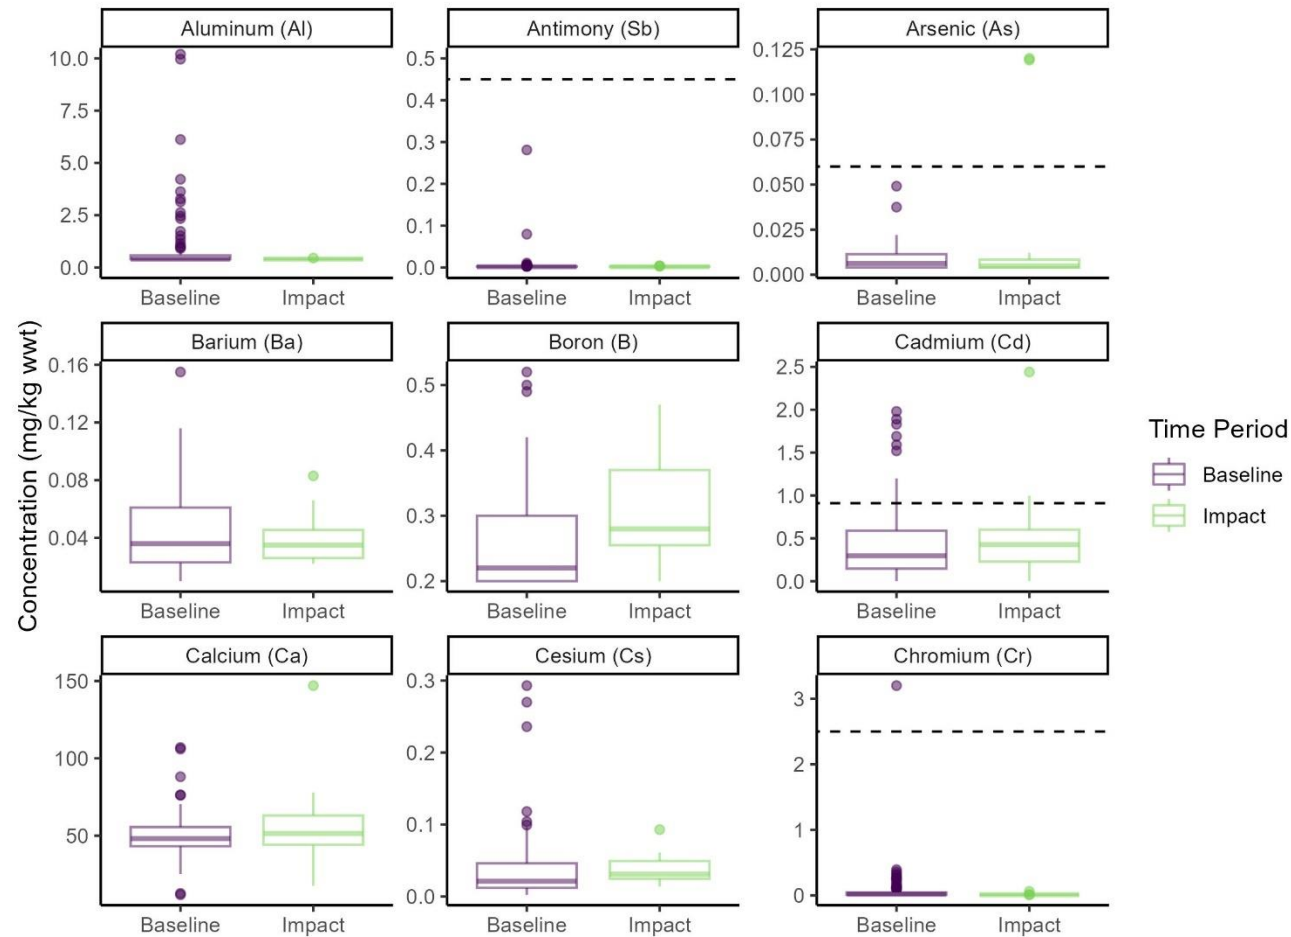 Aluminum (Al)
Antimony (Sb)
Arsenic (As)
10.0
7.5
5.0
2.5
0.0
0.5
0.4
0.3
0.2
0.1
0.0
0.125
0.100
0.075
0.050
0.025
0.000
Baseline
Impact
Baseline
Impact
Baseline
Impact
Concentration (mg/kg wwt)
Barium (Ba)
Boron (B)
Cadmium (Cd)
0.16
0.12
0.08
0.04
0.5
0.4
0.3
0.2
2.5
2.0
1.5
1.0
0.5
0.0
Baseline
Impact
Baseline
Impact
Baseline
Impact
Calcium (Ca)
Cesium (Cs)
Chromium (Cr)
150
100
50
0.3
0.2
0.1
0.0
3
2
1
0
Baseline
Impact
Baseline
Impact
Baseline
Impact
Time Period
Baseline
Impact